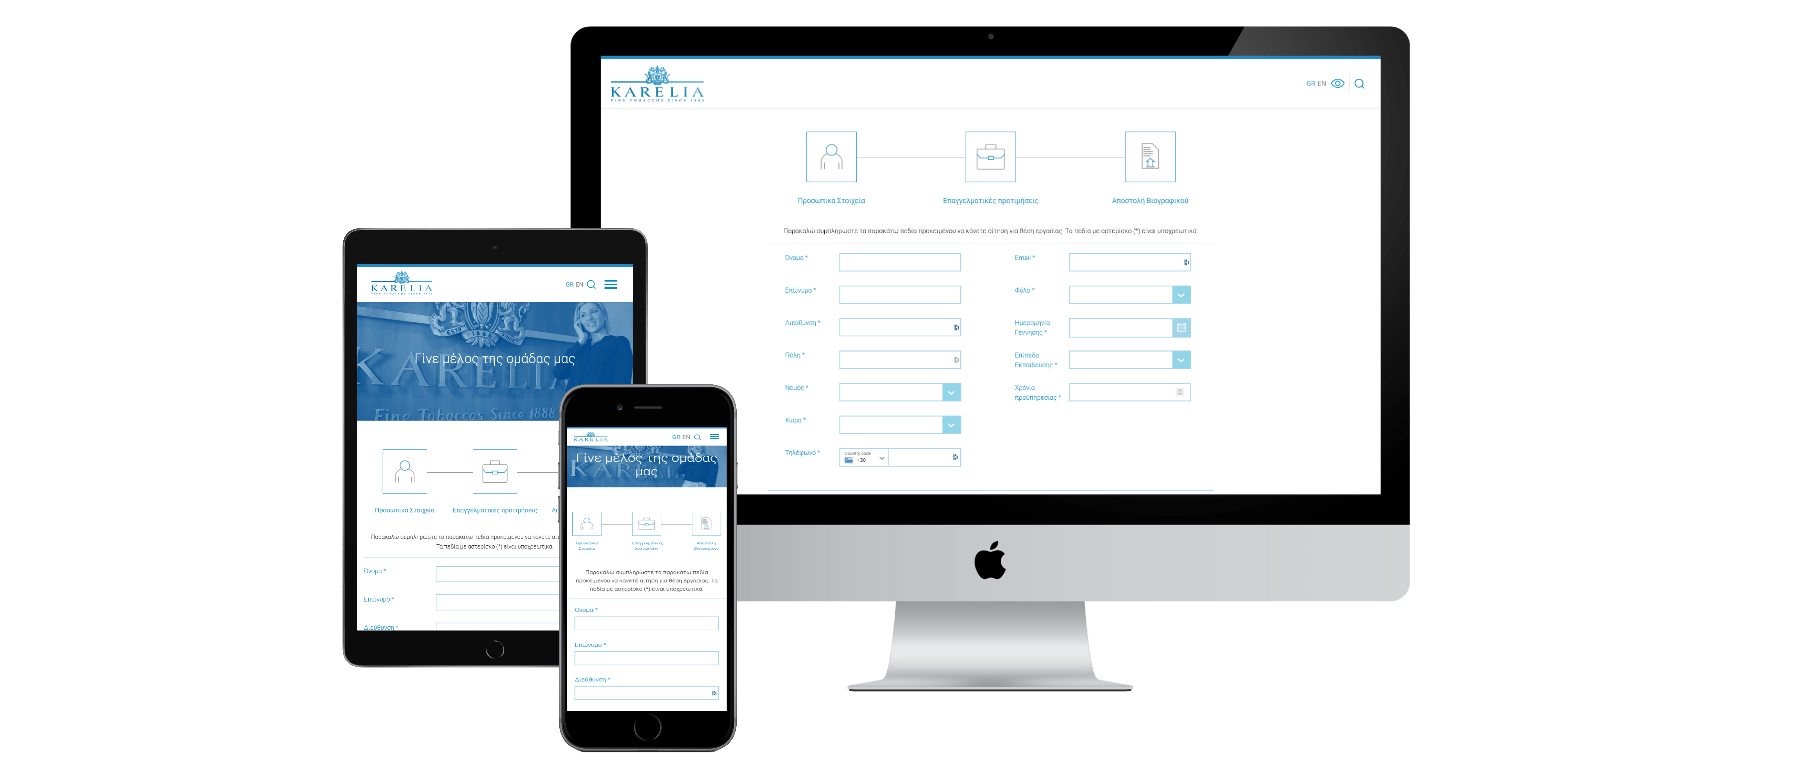 KARELIA
FINE TOBACCOS SINCE 1888
GR EN
Προσωπικά Στοιχεία
Επαγγελματικές προτιμήσεις
Αποστολή Βιογραφικού
Παρακαλώ συμπληρώστε τα παρακάτω πεδία προκειμένου να κάνετε αίτηση για θέση εργασίας. Τα πεδία με αστερίσκο (*) είναι υποχρεωτικά.
Όνομα *
Email *
Επώνυμο *
Φύλο *
Διεύθυνση *
Ημερομηνία
Γέννησης *
Πόλη *
Επίπεδο
Εκπαίδευσης *
Νομός *
Χρόνια
προϋπηρεσίας *
Χώρα *
Τηλέφωνο *
Country code
+30
KARELIA
FINE TOBACCOS SINCE 1888
GR EN
Γίνε μέλος της ομάδας μας
KARELIA
Fine Tobaccos Since 1888
Προσωπικά Στοιχεία
Επαγγελματικές προτιμήσεις
Παρακαλώ συμπληρώστε τα παρακάτω πεδία προκειμένου να κάνετε
Τα πεδία με αστερίσκο (*) είναι υποχρεωτικά.
Όνομα *
Επώνυμο *
Διεύθυνση *
KARELIA
GR EN
Γίνε μέλος της ομάδας
μας
Προσωπικά
Στοιχεία
Επαγγελματικές
προτιμήσεις
Αποστολή
Βιογραφικού
Παρακαλώ συμπληρώστε τα παρακάτω πεδία
προκειμένου να κάνετε αίτηση για θέση εργασίας. Τα
πεδία με αστερίσκο (*) είναι υποχρεωτικά.
Όνομα *
Επώνυμο *
Διεύθυνση *